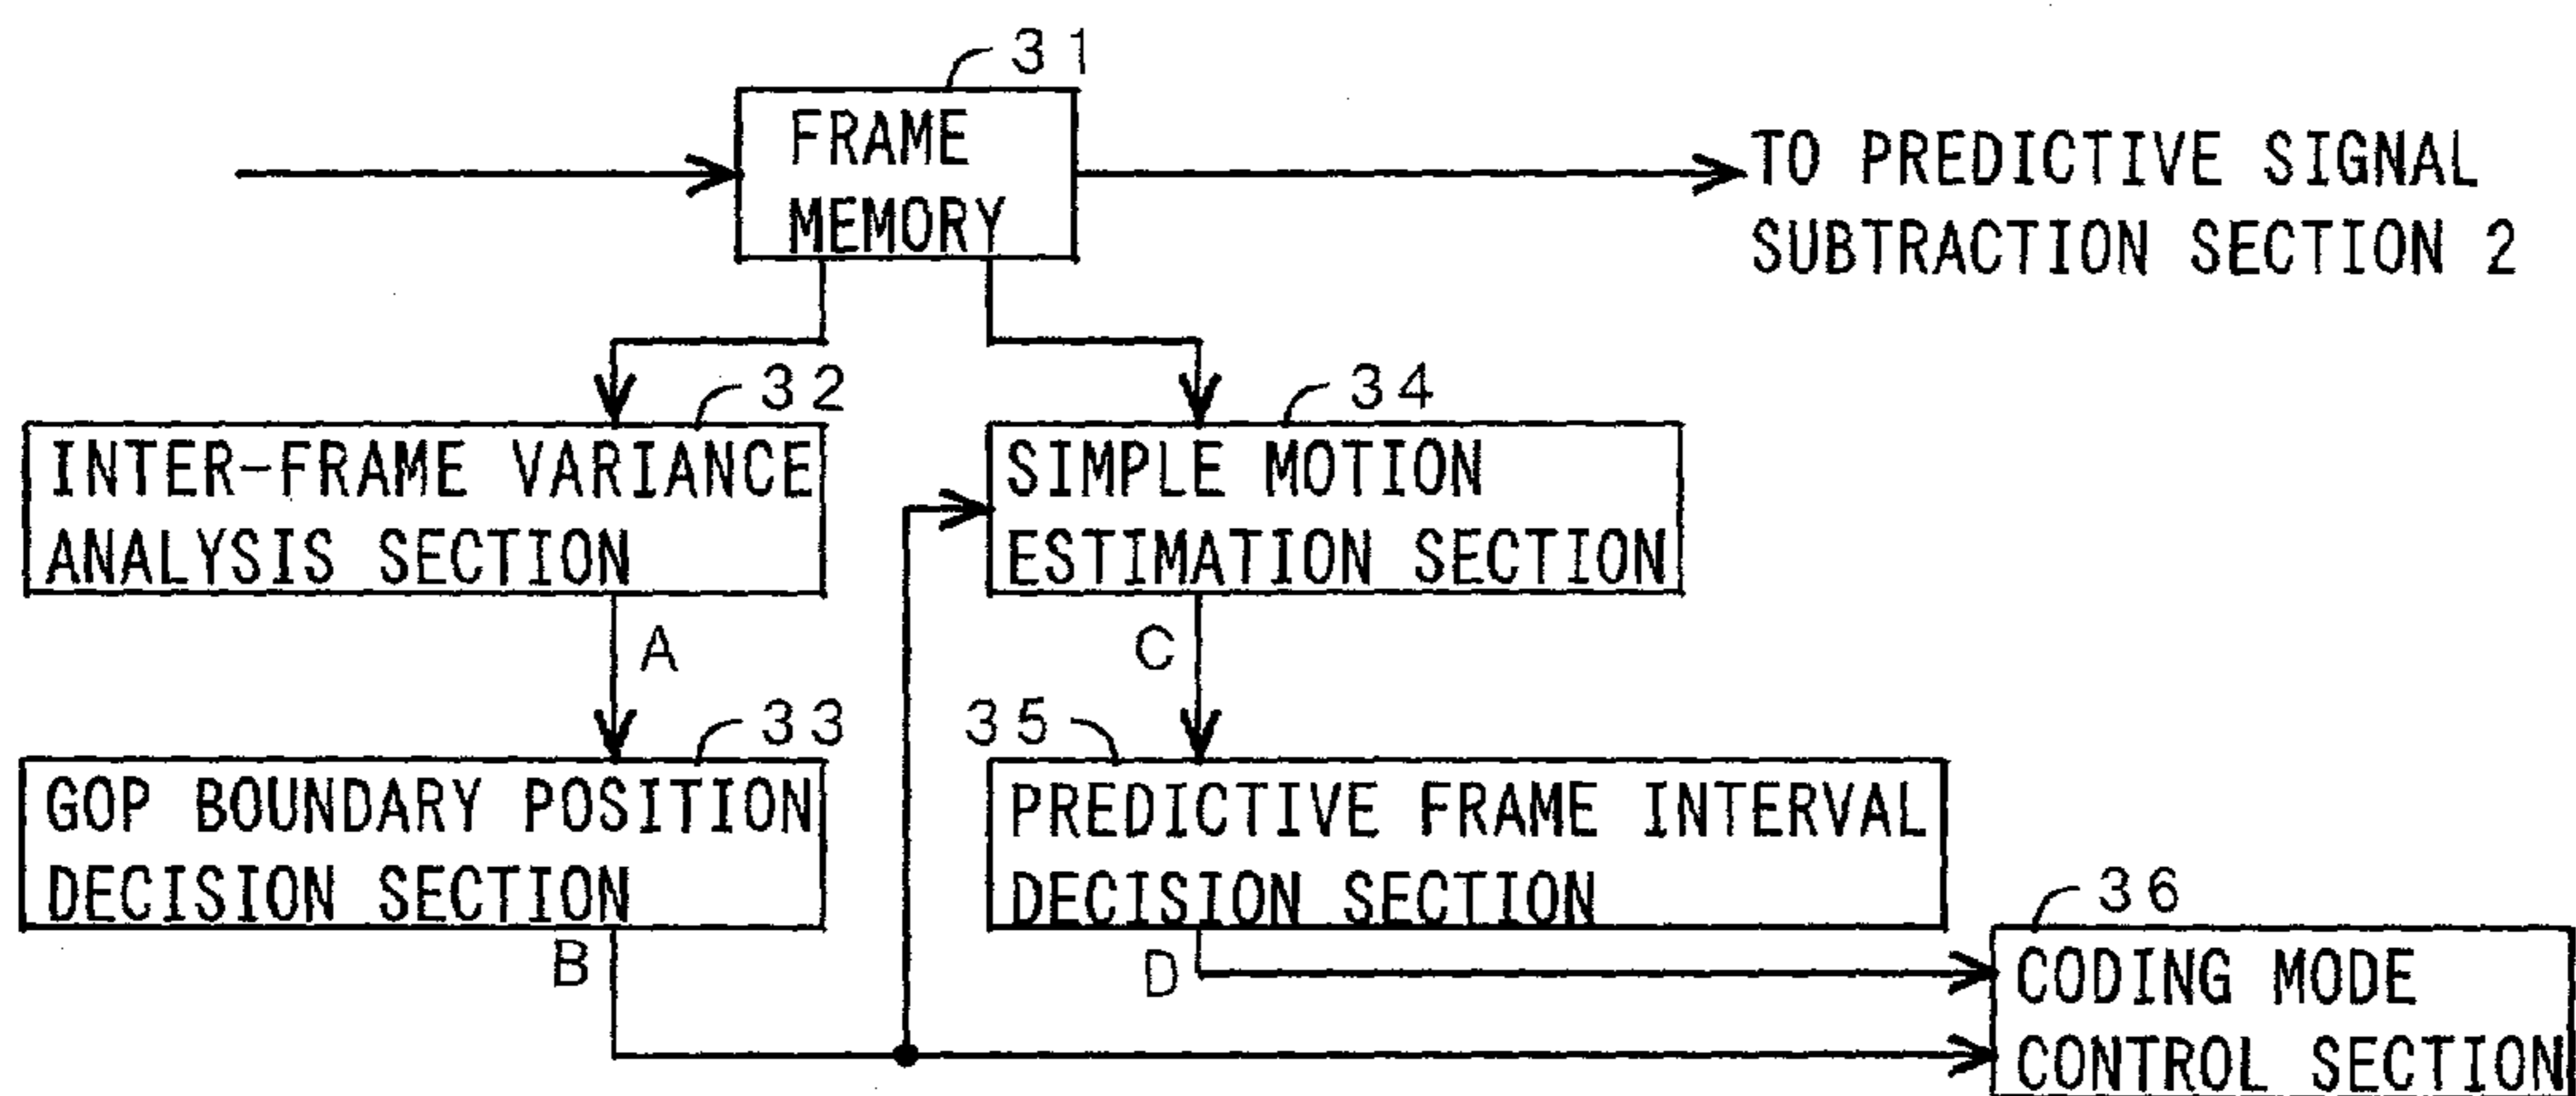 31
FRAME
MEMORY
TO PREDICTIVE SIGNAL
SUBTRACTION SECTION 2
32
INTER-FRAME VARIANCE
ANALYSIS SECTION
34
SIMPLE MOTION
ESTIMATION SECTION
A
C
33
GOP BOUNDARY POSITION
DECISION SECTION
35
PREDICTIVE FRAME INTERVAL
DECISION SECTION
B
D
36
CODING MODE
CONTROL SECTION